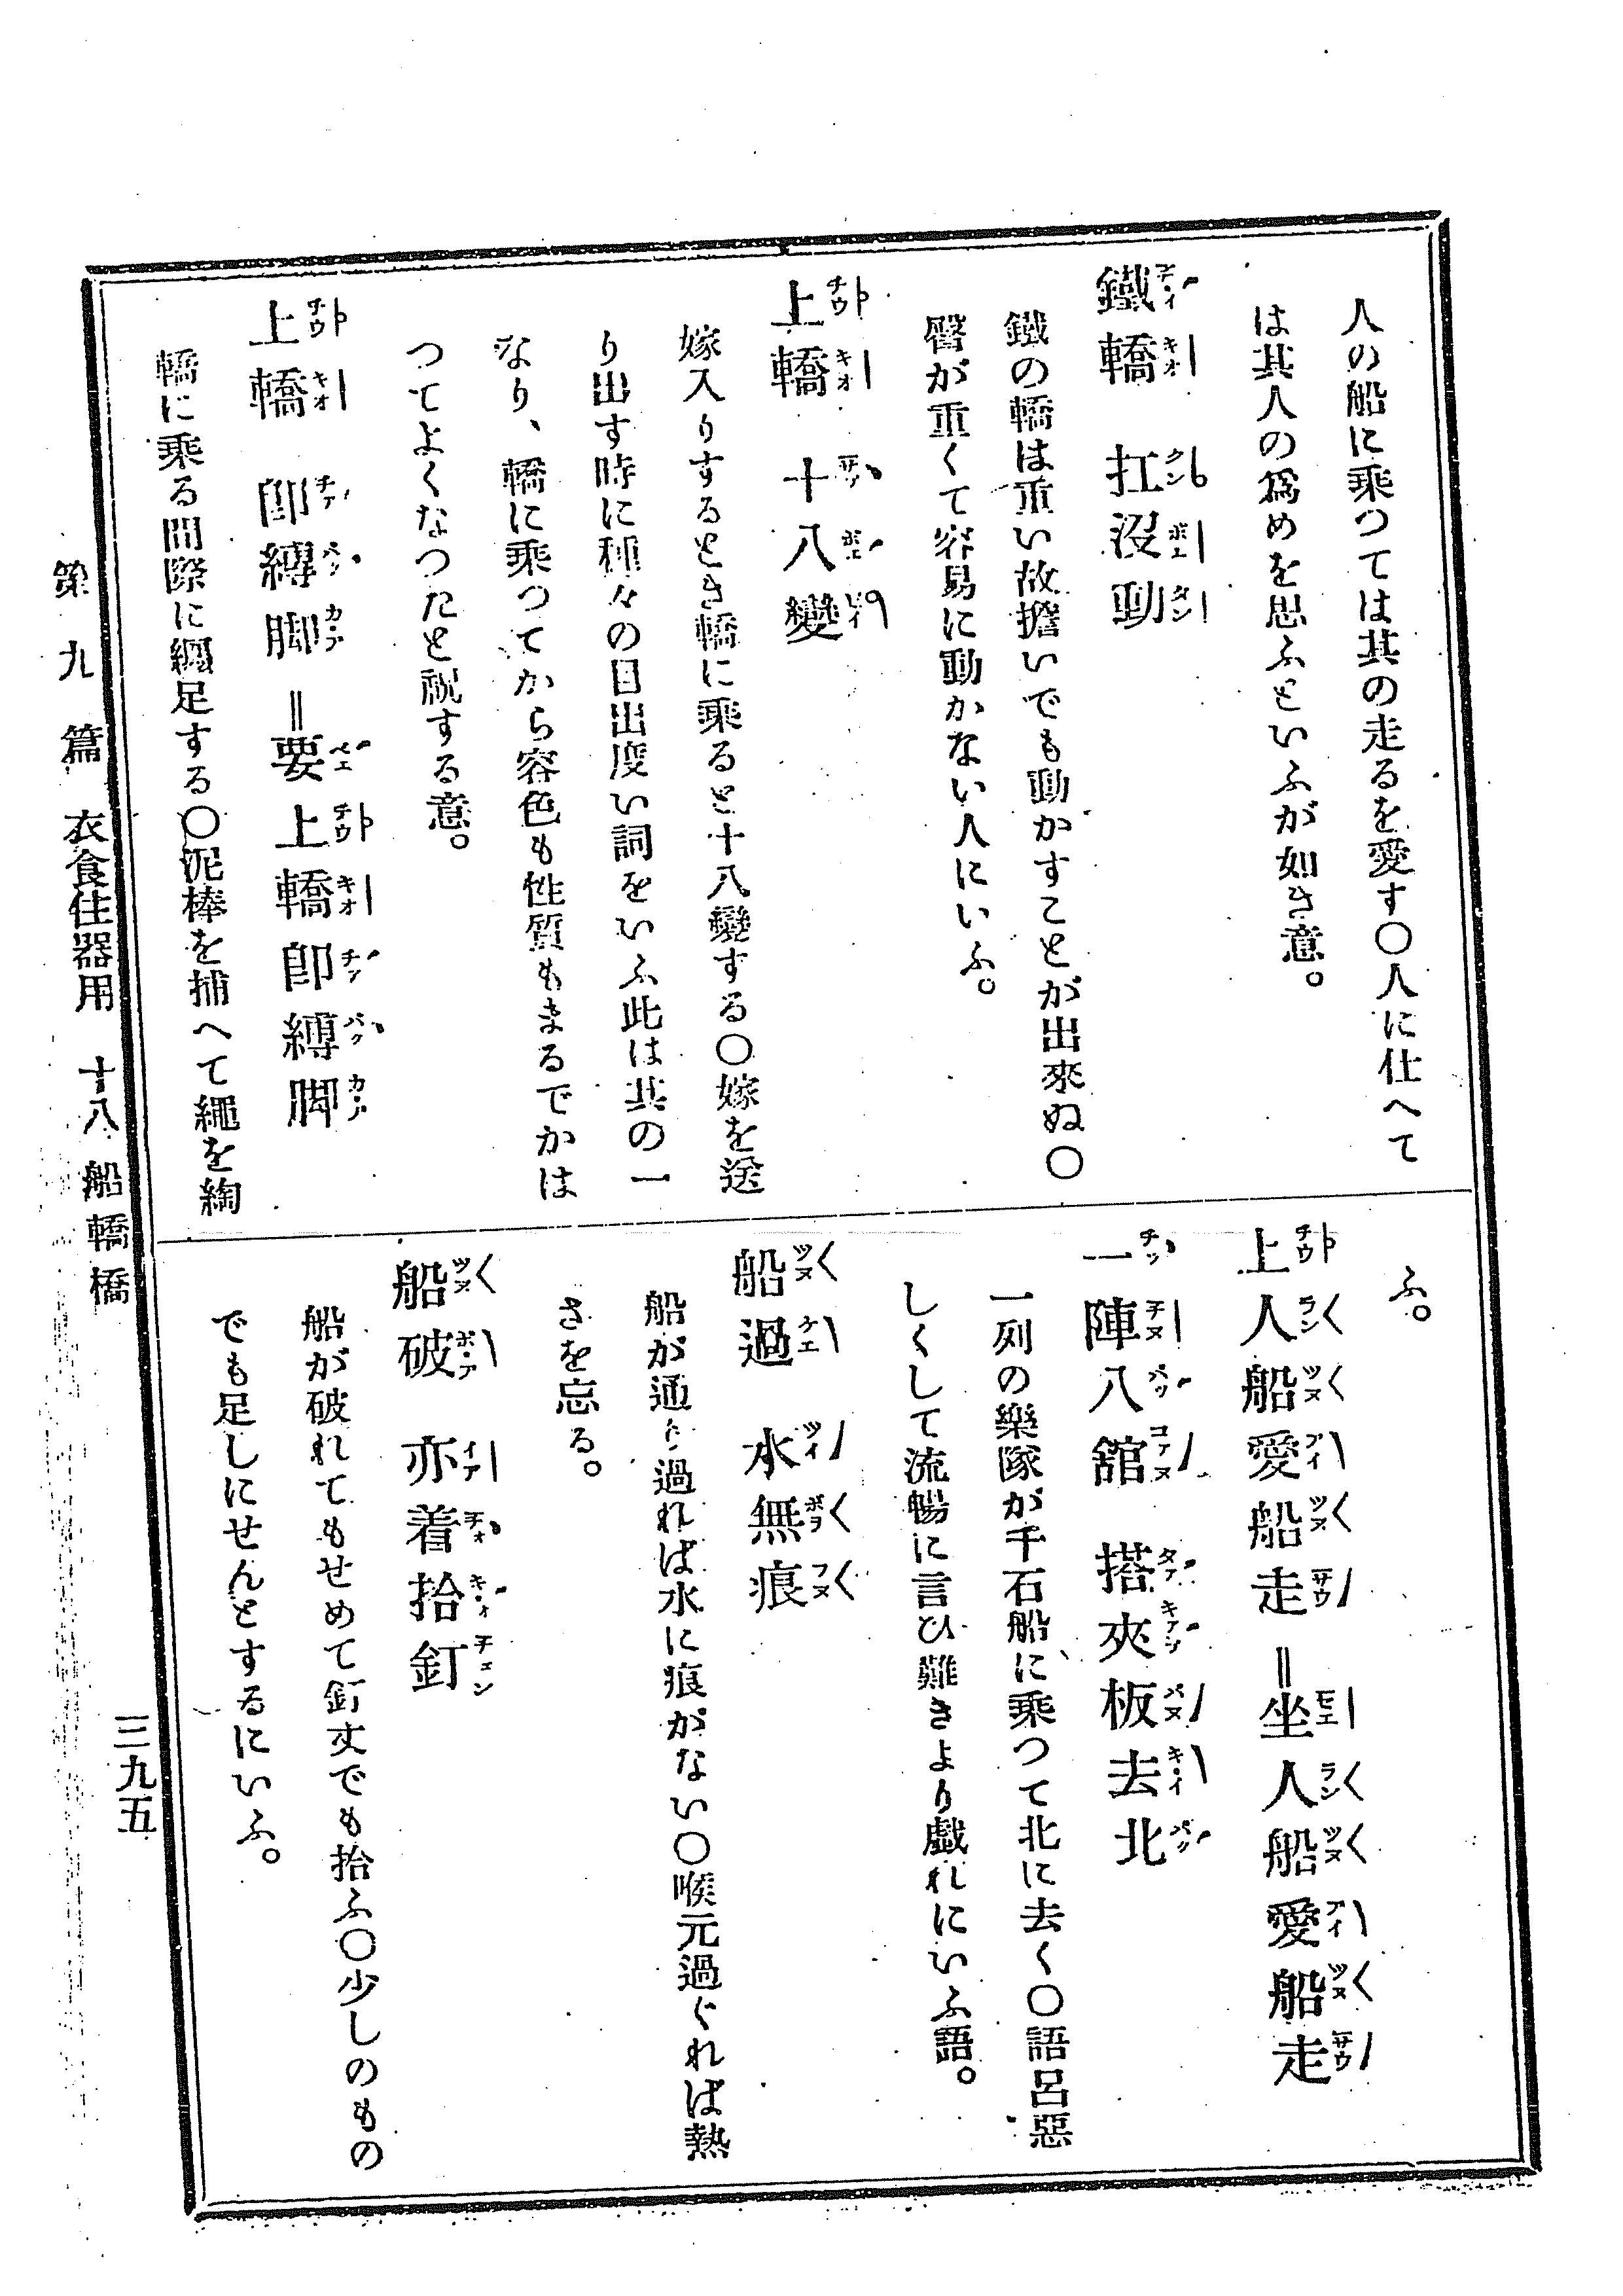 人の船に乘つては其の走るを愛す〇人に仕へて
は其人の爲めを思ふといふが如き意。
鐵轎　扛沒動
鐵の轎は重い故擔いでも動かすことが出來ぬ〇
臀が重くて容易に動かない人にいふ。
上轎　十八變
嫁入りするとき轎に乘ると十八變する〇嫁を送
り出す時に種々の目出度い詞をいふ此は其の一
なり、轎に乘つてから容色も性質もまるでかは
つてよくなつたと祝する意。
上轎　卽縛脚＝要上轎卽縛脚
轎に乘る間際に纒足する〇泥棒を捕へて繩を綯
ふ。
上人船愛船走＝坐人船愛船走
一陣八舘　搭夾板去北
一列の樂隊が千石船に乘つて北に去く〇語呂惡
しくして流暢に言ひ難きより戲れにいふ語。
船過　水無痕
船が通り過れば水に痕がない〇喉元過ぐれば熱
さを忘る。
船破　亦着拾釘
船が破れてもせめて釘丈でも拾ふ〇少しのもの
でも足しにせんとするにいふ。
第九篇　衣食住器用　十八　船轎橋
三九五